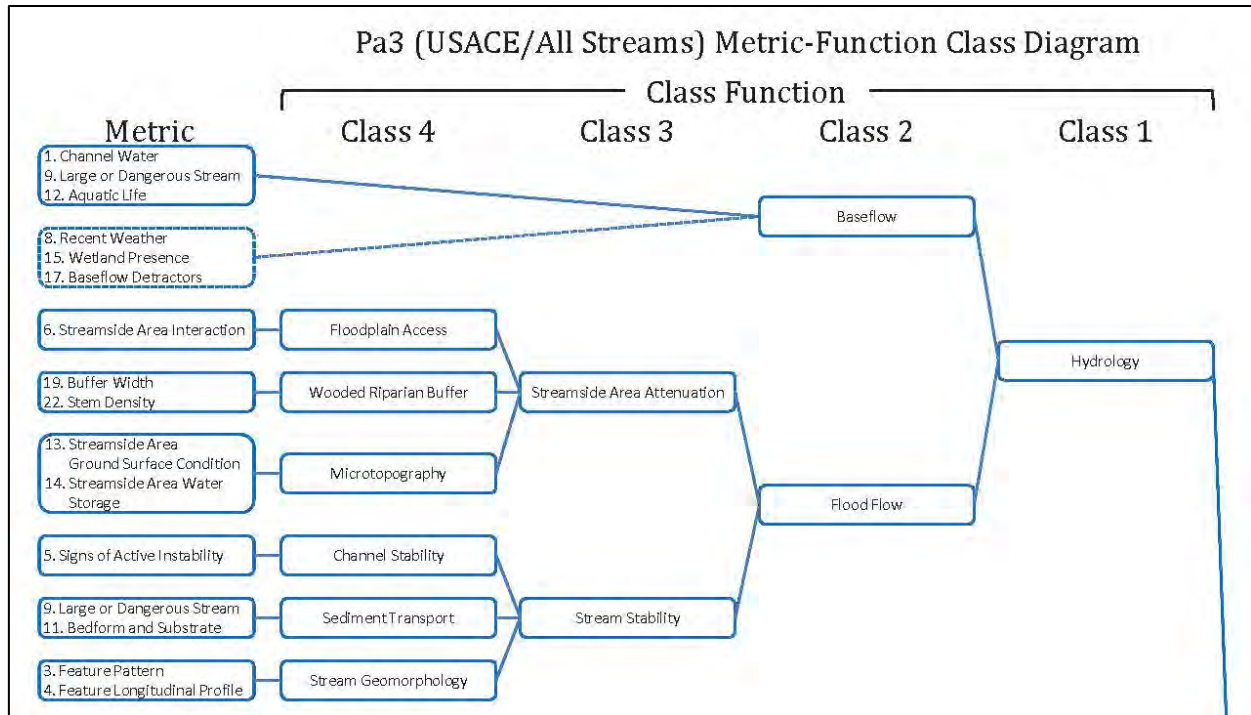 Pa3 (USACE/All Streams) Metric-Function Class Diagram
Class Function
Metric
Class 4
Class 3
Class 2
Class 1
1. Channel Water
9. Large or Dangerous Stream
12. Aquatic Life
Baseflow
8. Recent Weather
15. Wetland Presence
17. Baseflow Detractors
6. Streamside Area Interaction
Floodplain Access
Hydrology
19. Buffer Width
22. Stem Density
Wooded Riparian Buffer
Streamside Area Attenuation
13. Streamside Area
Ground Surface Condition
14. Streamside Area Water
Storage
Microtopography
Flood Flow
5. Signs of Active Instability
Channel Stability
9. Large or Dangerous Stream
11. Bedform and Substrate
Sediment Transport
Stream Stability
3. Feature Pattern
4. Feature Longitudinal Profile
Stream Geomorphology